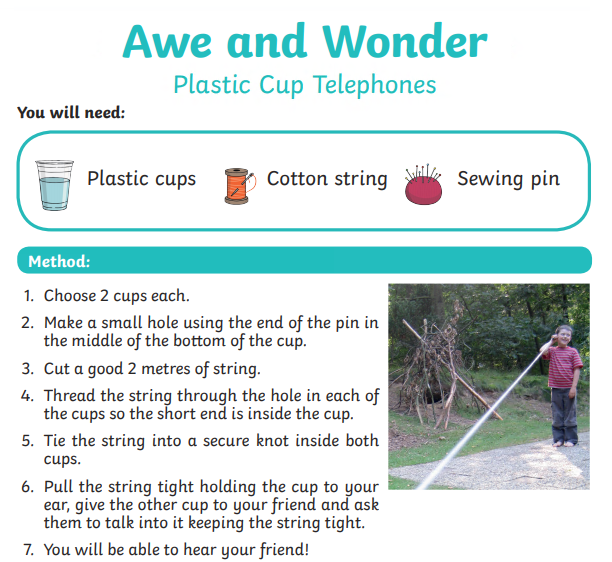 Awe and Wonder
Plastic Cup Telephones
You will need:
Plastic cups
Cotton string
Sewing pin
Method:
1. Choose 2 cups each.
2. Make a small hole using the end of the pin in
the middle of the bottom of the cup.
3. Cut a good 2 metres of string.
4. Thread the string through the hole in each of
the cups so the short end is inside the cup.
5. Tie the string into a secure knot inside both
cups.
6. Pull the string tight holding the cup to your
ear, give the other cup to your friend and ask
them to talk into it keeping the string tight.
7. You will be able to hear your friend!